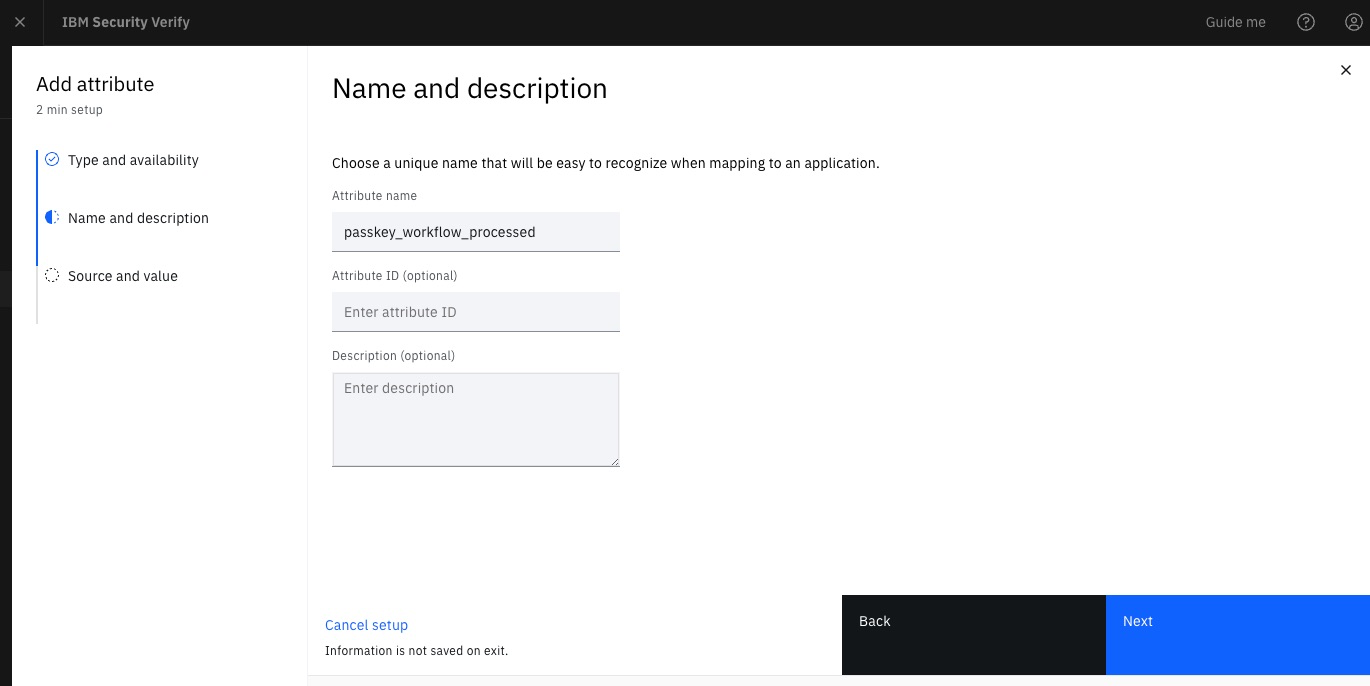 IBM Security Verify
Guide me
Add attribute
2 min setup
Type and availability
Name and description
Source and value
Name and description
Choose a unique name that will be easy to recognize when mapping to an application.
Attribute name
passkey_workflow_processed
Attribute ID (optional)
Enter attribute ID
Description (optional)
Enter description
Cancel setup
Information is not saved on exit.
Back
Next